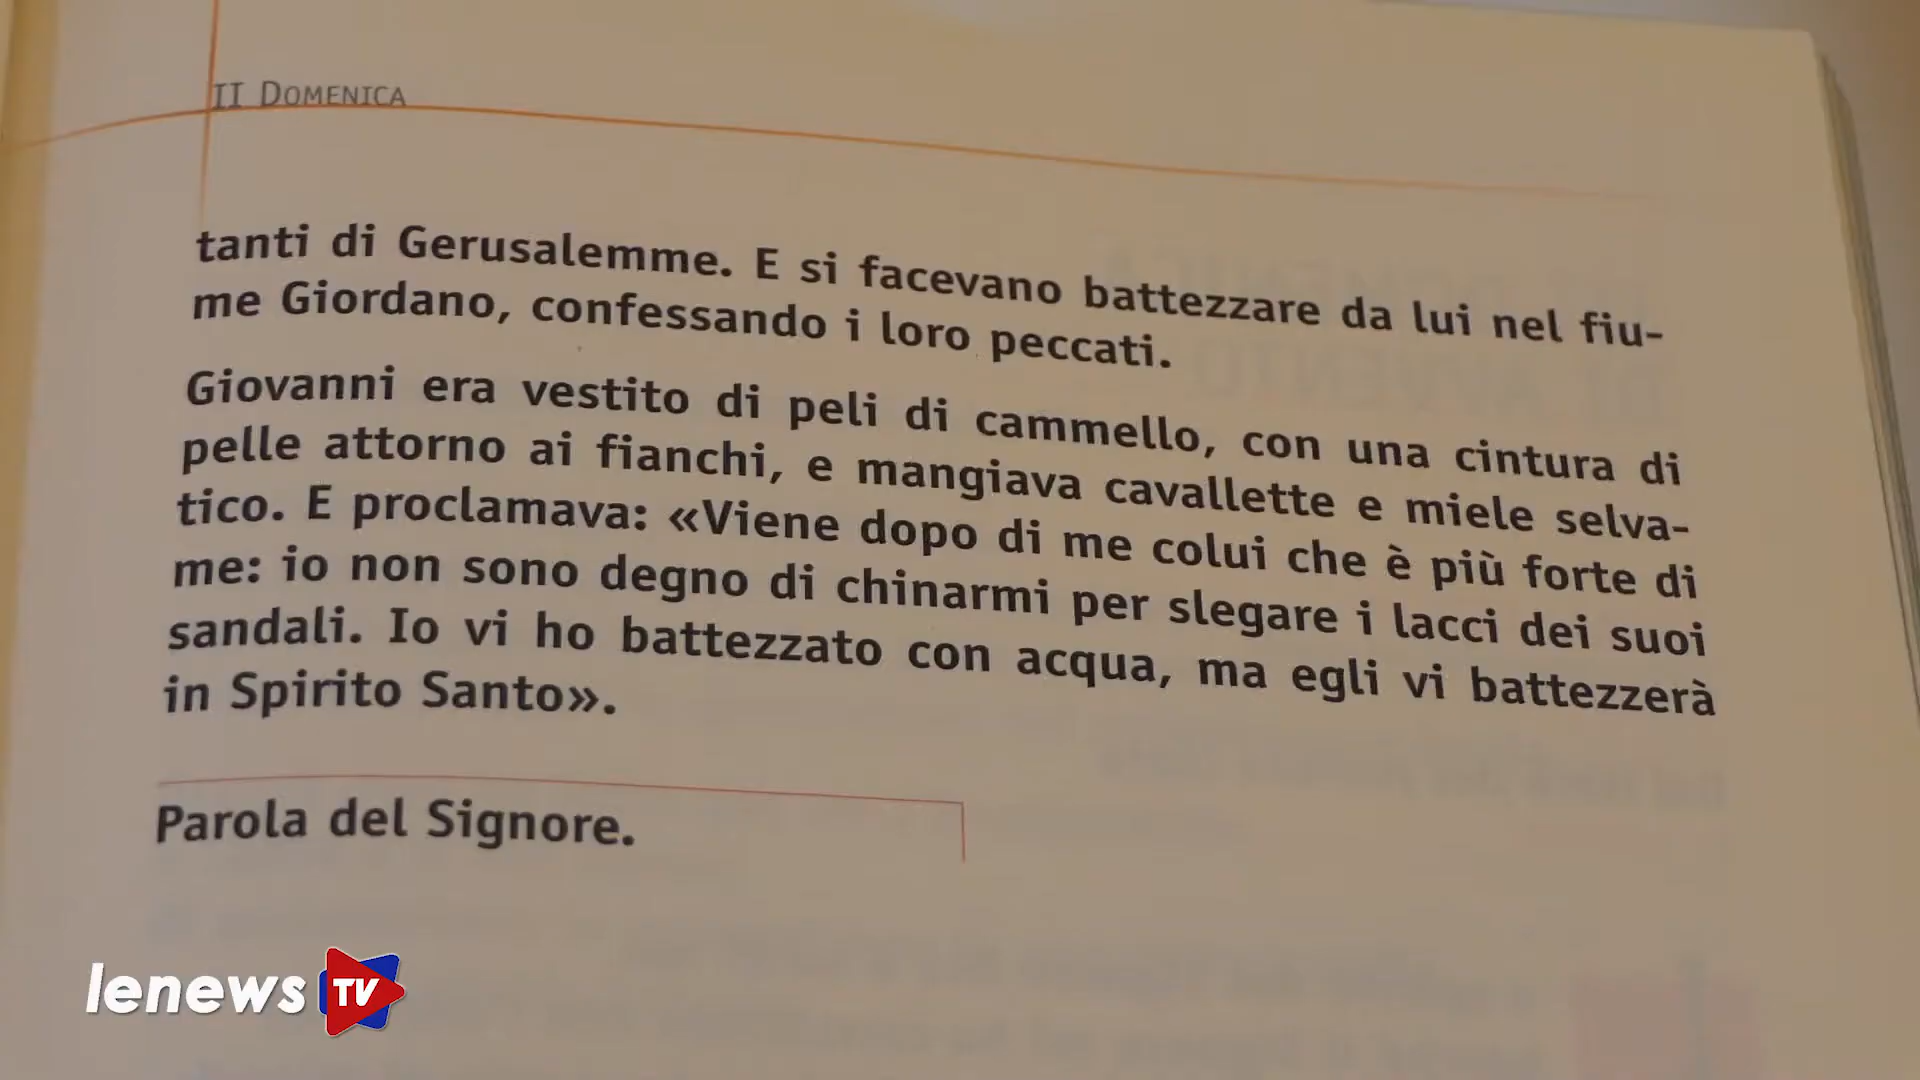 II DOMENICA
tanti di Gerusalemme. E si facevano battezzare da lui nel fiu-
me Giordano, confessando i loro peccati.
Giovanni era vestito di peli di cammello, con una cintura di
pelle attorno ai fianchi, e mangiava cavallette e miele selva-
tico. E proclamava: «Viene dopo di me colui che è più forte di
me: io non sono degno di chinarmi per slegare i lacci dei suoi
sandali. Io vi ho battezzato con acqua, ma egli vi battezzerà
in Spirito Santo».
Parola del Signore.
lenews TV